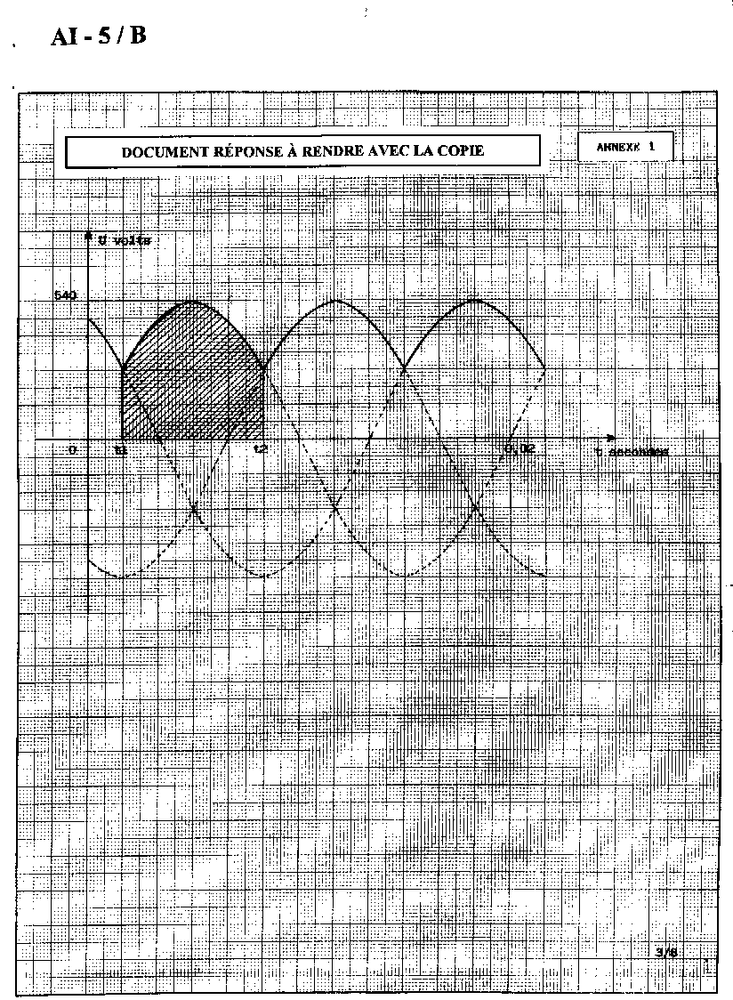 AI - 5 / B
DOCUMENT RÉPONSE À RENDRE AVEC LA COPIE
ANNEXE 1
U volts
540
0
t1
t2
0,02
t secondes
3/8